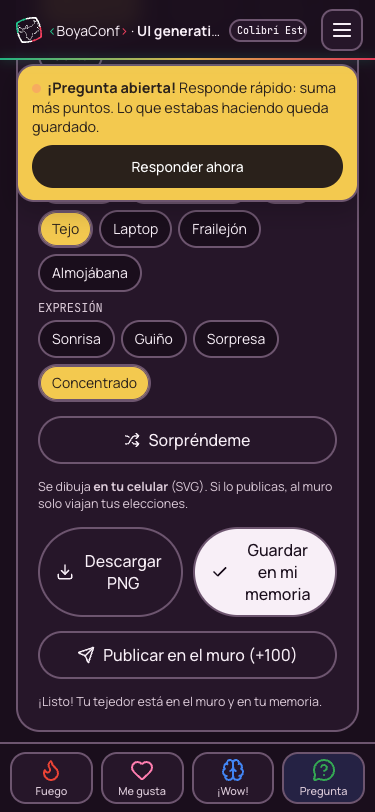 <BoyaConf> · UI generati…
Colibrí Est
¡Pregunta abierta! Responde rápido: suma
más puntos. Lo que estabas haciendo queda
guardado.
Responder ahora
Tejo
Laptop
Frailejón
Almojábana
EXPRESIÓN
Sonrisa
Guiño
Sorpresa
Concentrado
Sorpréndeme
Se dibuja en tu celular (SVG). Si lo publicas, al muro
solo viajan tus elecciones.
Descargar
PNG
Guardar
en mi
memoria
Publicar en el muro (+100)
¡Listo! Tu tejedor está en el muro y en tu memoria.
Fuego
Me gusta
¡Wow!
Pregunta